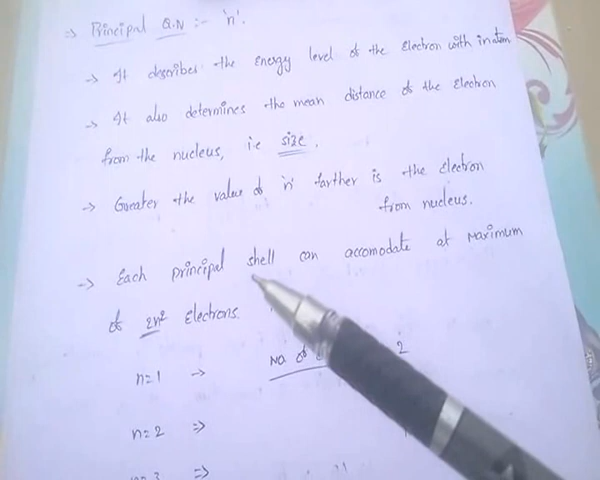 ⇒ Principal Q.N :- 'n'.
→ It describes the energy level of the electron with in atom
→ It also determines the mean distance of the electron
from the nucleus, i.e size.
→ Greater the value of 'n' farther is the electron
from nucleus.
→ Each principal shell can accomodate at maximum
of 2n² electrons.
No. of 2
n=1 →
n=2 ⇒
n=3 ⇒